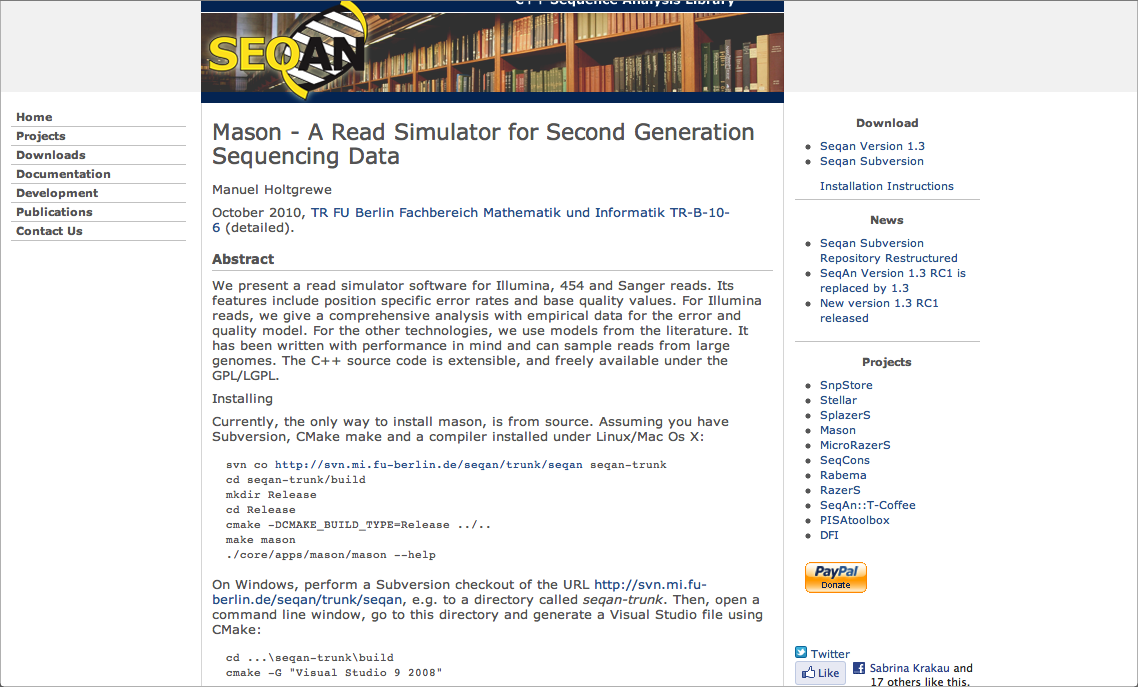 C++ Sequence Analysis Library
SEQAN
Home
Projects
Downloads
Documentation
Development
Publications
Contact Us
Mason - A Read Simulator for Second Generation
Sequencing Data
Manuel Holtgrewe
October 2010, TR FU Berlin Fachbereich Mathematik und Informatik TR-B-10-
6 (detailed).
Abstract
We present a read simulator software for Illumina, 454 and Sanger reads. Its
features include position specific error rates and base quality values. For Illumina
reads, we give a comprehensive analysis with empirical data for the error and
quality model. For the other technologies, we use models from the literature. It
has been written with performance in mind and can sample reads from large
genomes. The C++ source code is extensible, and freely available under the
GPL/LGPL.
Installing
Currently, the only way to install mason, is from source. Assuming you have
Subversion, CMake make and a compiler installed under Linux/Mac Os X:
svn co http://svn.mi.fu-berlin.de/seqan/trunk/seqan seqan-trunk
cd seqan-trunk/build
mkdir Release
cd Release
cmake -DCMAKE_BUILD_TYPE=Release ../..
make mason
./core/apps/mason/mason --help
On Windows, perform a Subversion checkout of the URL http://svn.mi.fu-
berlin.de/seqan/trunk/seqan, e.g. to a directory called seqan-trunk. Then, open a
command line window, go to this directory and generate a Visual Studio file using
CMake:
cd ...\seqan-trunk\build
cmake -G "Visual Studio 9 2008"
Download
Seqan Version 1.3
Seqan Subversion
Installation Instructions
News
Seqan Subversion
Repository Restructured
SeqAn Version 1.3 RC1 is
replaced by 1.3
New version 1.3 RC1
released
Projects
SnpStore
Stellar
SplazerS
Mason
MicroRazerS
SeqCons
Rabema
RazerS
SeqAn::T-Coffee
PISAtoolbox
DFI
PayPal
Donate
Twitter
Like
Sabrina Krakau and
17 others like this.